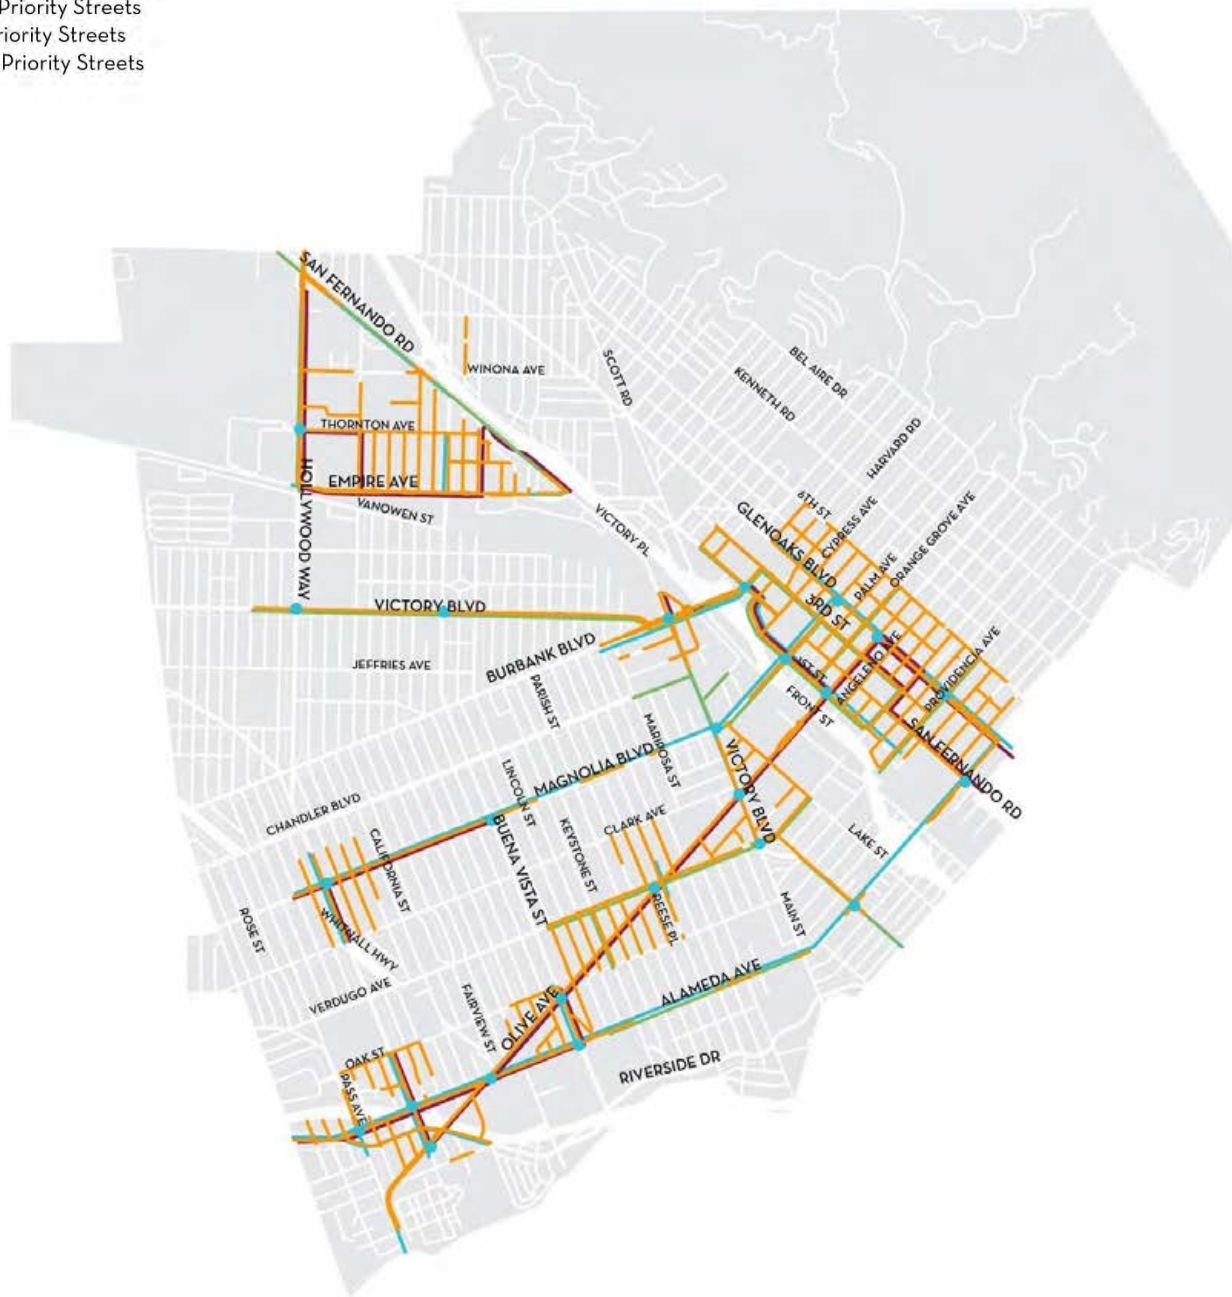 Priority Streets
riority Streets
Priority Streets
SAN FERNANDO RD
WINONA AVE
SCOTT RD
BEL AIRE DR
KENNETH RD
THORNTON AVE
HARVARD RD
HOLLYWOOD WAY
EMPIRE AVE
VANOWEN ST
VICTORY PL
6TH ST
CYPRESS AVE
ORANGE GROVE AVE
GLENOAKS BLVD
PALM AVE
3RD ST
VICTORY BLVD
BURBANK BLVD
JEFFRIES AVE
1ST ST
ANGELENO AVE
PROVIDENCIA AVE
PARISH ST
FRONT ST
MARIPOSA ST
SAN FERNANDO RD
MAGNOLIA BLVD
VICTORY BLVD
LINCOLN ST
CHANDLER BLVD
CLARK AVE
KEYSTONE ST
LAKE ST
CALIFORNIA ST
BUENA VISTA ST
REESE PL
MAIN ST
ROSE ST
WHITNALL HWY
VERDUGO AVE
FAIRVIEW ST
OLIVE AVE
ALAMEDA AVE
OAK ST
PASS AVE
RIVERSIDE DR